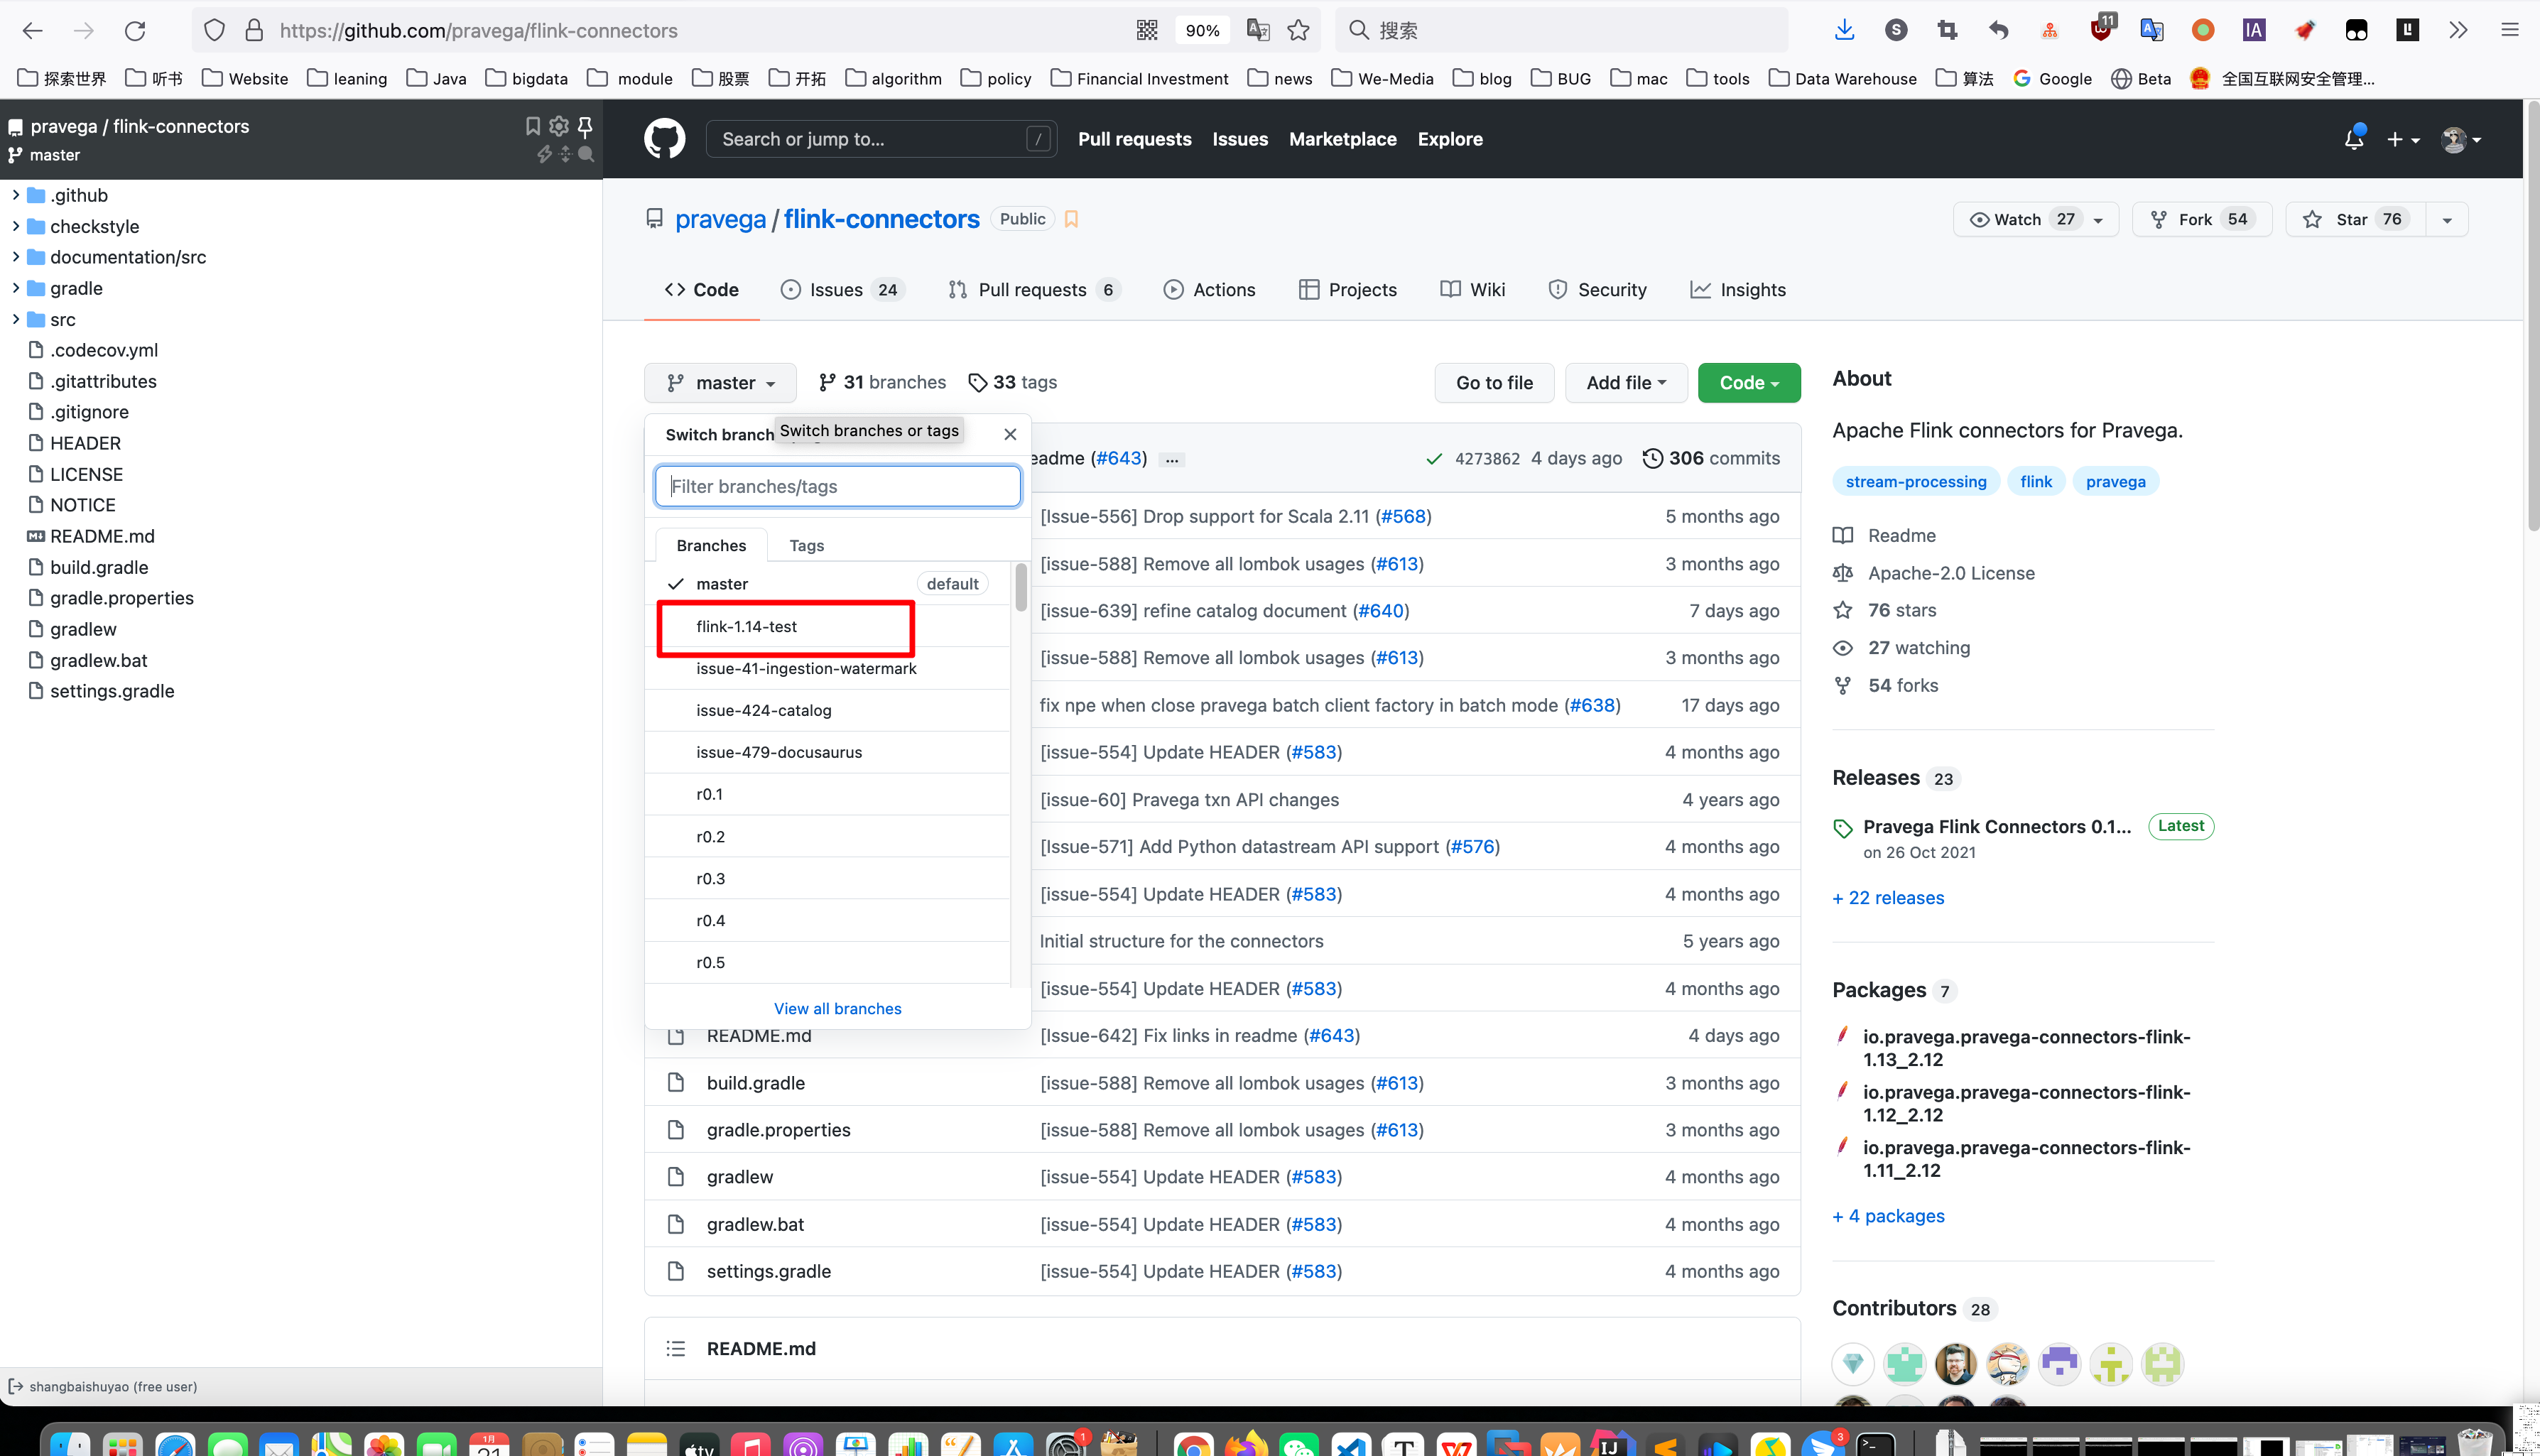 https://github.com/pravega/flink-connectors
90%
搜索
11
探索世界
听书
Website
leaning
Java
bigdata
module
股票
开拓
algorithm
policy
Financial Investment
news
We-Media
blog
BUG
mac
tools
Data Warehouse
算法
Google
Beta
全国互联网安全管理...
pravega / flink-connectors
master
.github
checkstyle
documentation/src
gradle
src
.codecov.yml
.gitattributes
.gitignore
HEADER
LICENSE
NOTICE
README.md
build.gradle
gradle.properties
gradlew
gradlew.bat
settings.gradle
shangbaishuyao (free user)
Search or jump to... /
Pull requests
Issues
Marketplace
Explore
pravega / flink-connectors Public
Watch 27
Fork 54
Star 76
Code
Issues 24
Pull requests 6
Actions
Projects
Wiki
Security
Insights
master
31 branches
33 tags
Go to file
Add file
Code
Switch branch
Switch branches or tags
Filter branches/tags
Branches
Tags
master default
flink-1.14-test
issue-41-ingestion-watermark
issue-424-catalog
issue-479-docusaurus
r0.1
r0.2
r0.3
r0.4
r0.5
View all branches
eadme (#643) ... 4273862 4 days ago 306 commits
[Issue-556] Drop support for Scala 2.11 (#568) 5 months ago
[issue-588] Remove all lombok usages (#613) 3 months ago
[issue-639] refine catalog document (#640) 7 days ago
[issue-588] Remove all lombok usages (#613) 3 months ago
fix npe when close pravega batch client factory in batch mode (#638) 17 days ago
[issue-554] Update HEADER (#583) 4 months ago
[issue-60] Pravega txn API changes 4 years ago
[Issue-571] Add Python datastream API support (#576) 4 months ago
[issue-554] Update HEADER (#583) 4 months ago
Initial structure for the connectors 5 years ago
[issue-554] Update HEADER (#583) 4 months ago
README.md [Issue-642] Fix links in readme (#643) 4 days ago
build.gradle [issue-588] Remove all lombok usages (#613) 3 months ago
gradle.properties [issue-588] Remove all lombok usages (#613) 3 months ago
gradlew [issue-554] Update HEADER (#583) 4 months ago
gradlew.bat [issue-554] Update HEADER (#583) 4 months ago
settings.gradle [issue-554] Update HEADER (#583) 4 months ago
README.md
About
Apache Flink connectors for Pravega.
stream-processing flink pravega
Readme
Apache-2.0 License
76 stars
27 watching
54 forks
Releases 23
Pravega Flink Connectors 0.1... Latest
on 26 Oct 2021
+ 22 releases
Packages 7
io.pravega.pravega-connectors-flink-
1.13_2.12
io.pravega.pravega-connectors-flink-
1.12_2.12
io.pravega.pravega-connectors-flink-
1.11_2.12
+ 4 packages
Contributors 28